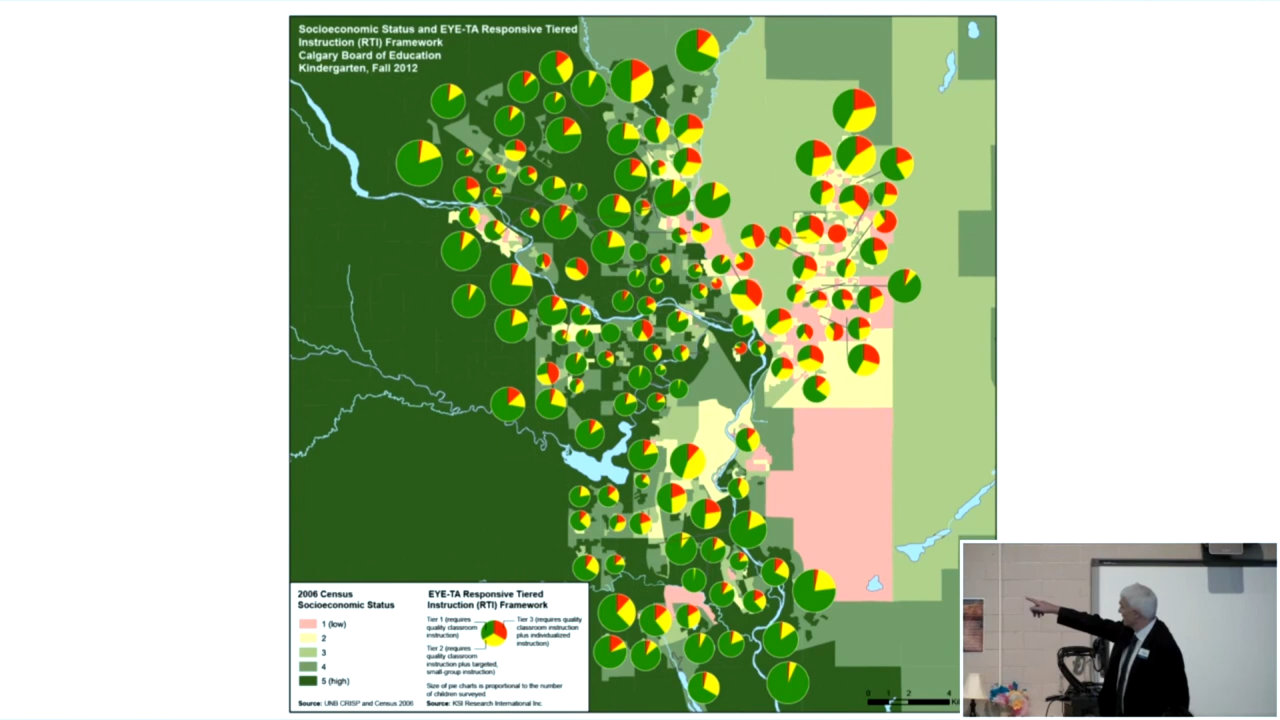 Socioeconomic Status and EYE-TA Responsive Tiered
Instruction (RTI) Framework
Calgary Board of Education
Kindergarten, Fall 2012
2006 Census
Socioeconomic Status
1 (low)
2
3
4
5 (high)
Source: UNB CRISP and Census 2006
EYE-TA Responsive Tiered
Instruction (RTI) Framework
Tier 1 (requires
quality classroom
instruction)
Tier 2 (requires
quality classroom
instruction plus targeted,
small-group instruction)
Tier 3 (requires quality
classroom instruction
plus individualized
instruction)
Size of pie charts is proportional to the number
of children surveyed
Source: KSI Research International Inc.
0 1 2 4